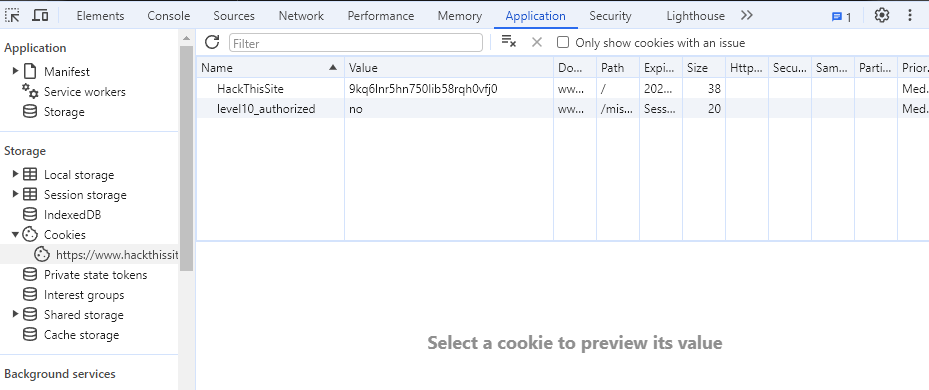 Elements Console Sources Network Performance Memory Application Security Lighthouse 1
Application
Manifest
Service workers
Storage
Storage
Local storage
Session storage
IndexedDB
Cookies
https://www.hackthissit
Private state tokens
Interest groups
Shared storage
Cache storage
Background services
Filter Only show cookies with an issue
Name Value Do... Path Expi... Size Http... Secu... Sam... Parti... Prior...
HackThisSite 9kq6lnr5hn750lib58rqh0vfj0 ww... / 202... 38 Med...
level10_authorized no ww... /mis... Sess... 20 Med...
Select a cookie to preview its value